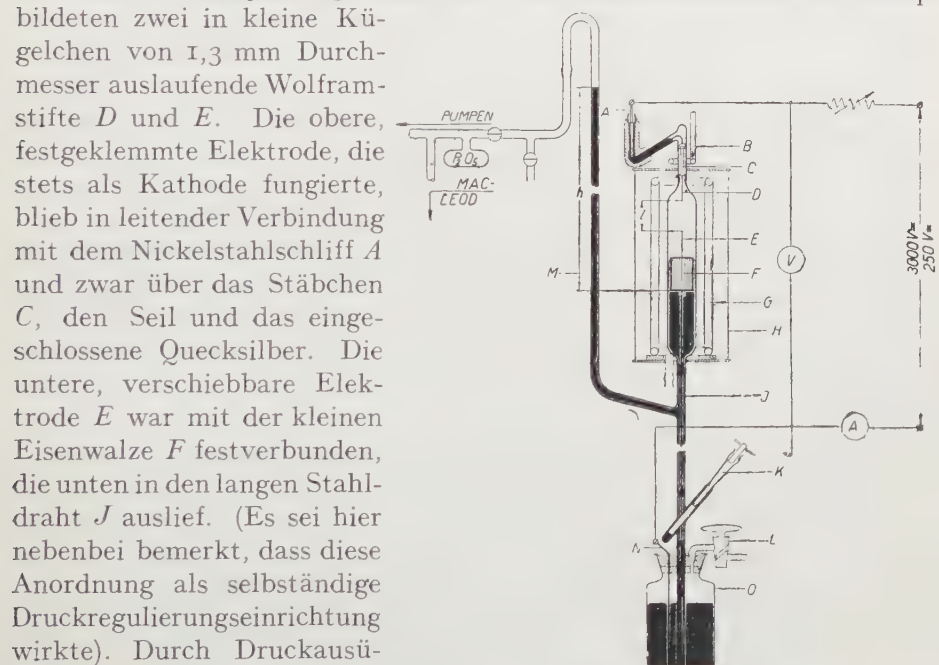 bildeten zwei in kleine Kü-
gelchen von 1,3 mm Durch-
messer auslaufende Wolfram-
stifte D und E. Die obere,
festgeklemmte Elektrode, die
stets als Kathode fungierte,
blieb in leitender Verbindung
mit dem Nickelstahlschliff A
und zwar über das Stäbchen
C, den Seil und das einge-
schlossene Quecksilber. Die
untere, verschiebbare Elek-
trode E war mit der kleinen
Eisenwalze F festverbunden,
die unten in den langen Stahl-
draht J auslief. (Es sei hier
nebenbei bemerkt, dass diese
Anordnung als selbständige
Druckregulierungseinrichtung
wirkte). Durch Druckausü-
PUMPEN
P2O5
MAC-
LEOD
h
A
B
C
D
l
E
F
M
G
H
J
K
N
L
O
V
A
3000 V=
250 V=